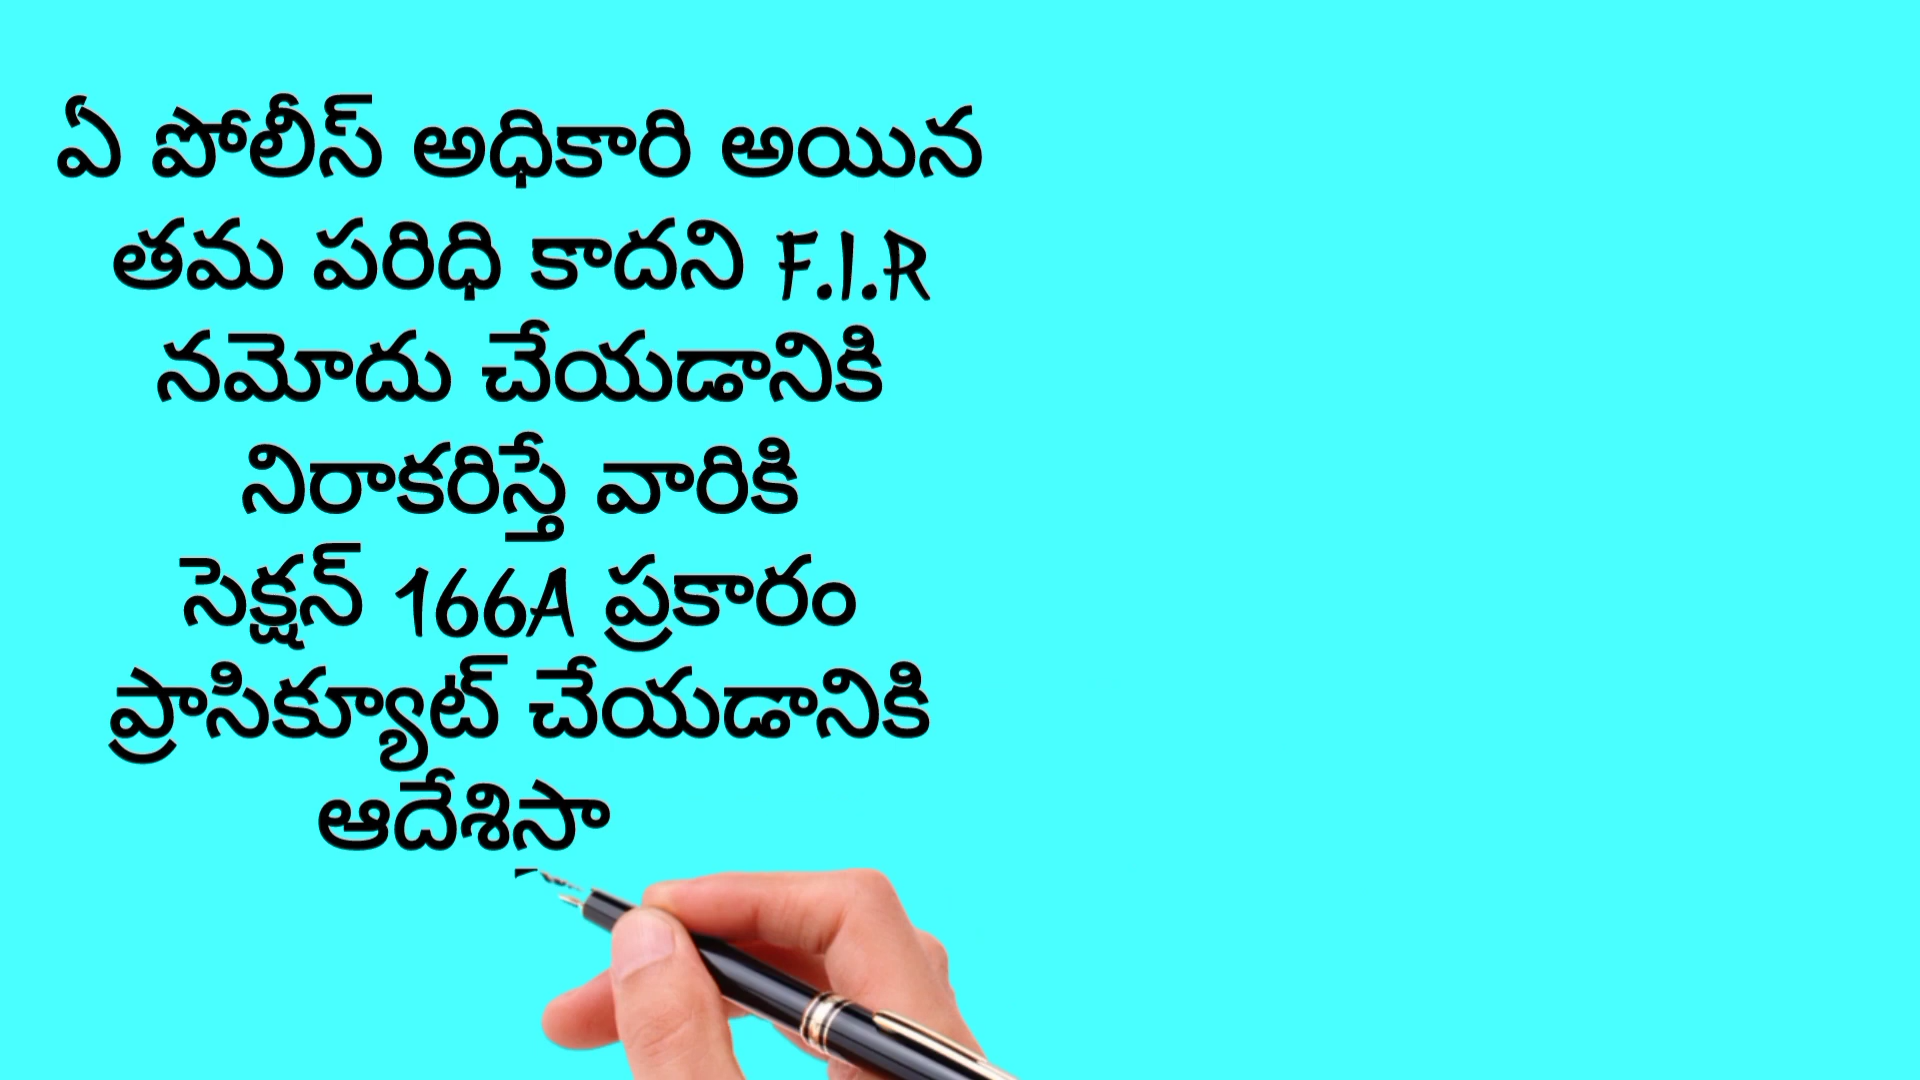 ఏ పోలీస్ అధికారి అయిన
తమ పరిధి కాదని F.I.R
నమోదు చేయడానికి
నిరాకరిస్తే వారికి
సెక్షన్ 166A ప్రకారం
ప్రాసిక్యూట్ చేయడానికి
ఆదేశిసా